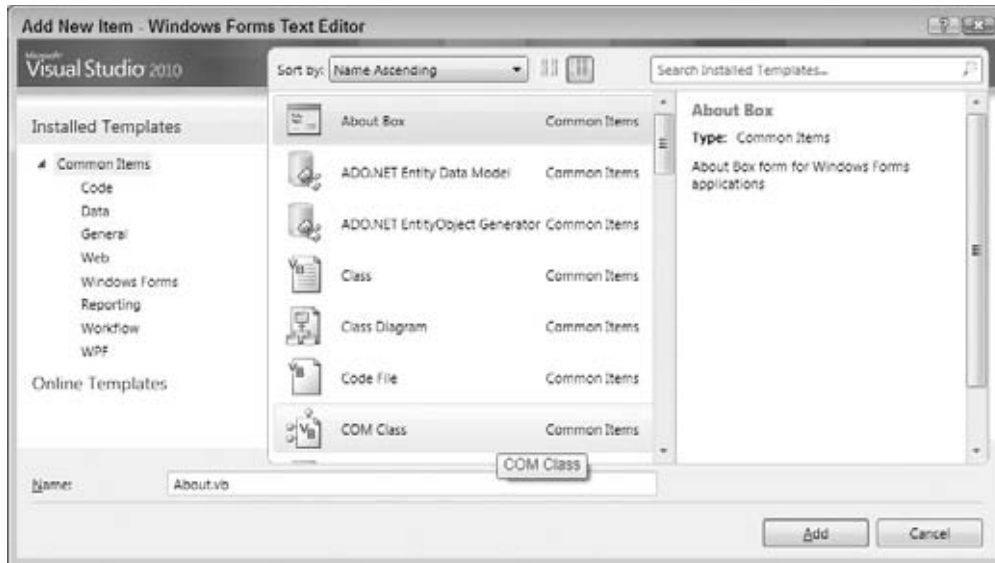 Add New Item - Windows Forms Text Editor
Microsoft
Visual Studio 2010
Sort by: Name Ascending
Search Installed Templates...
Installed Templates
Common Items
Code
Data
General
Web
Windows Forms
Reporting
Workflow
WPF
Online Templates
About Box Common Items
ADO.NET Entity Data Model Common Items
ADO.NET EntityObject Generator Common Items
VB
Class Common Items
Class Diagram Common Items
VB
Code File Common Items
VB
COM Class Common Items
COM Class
About Box
Type: Common Items
About Box form for Windows Forms
applications
Name: About.vb
Add Cancel